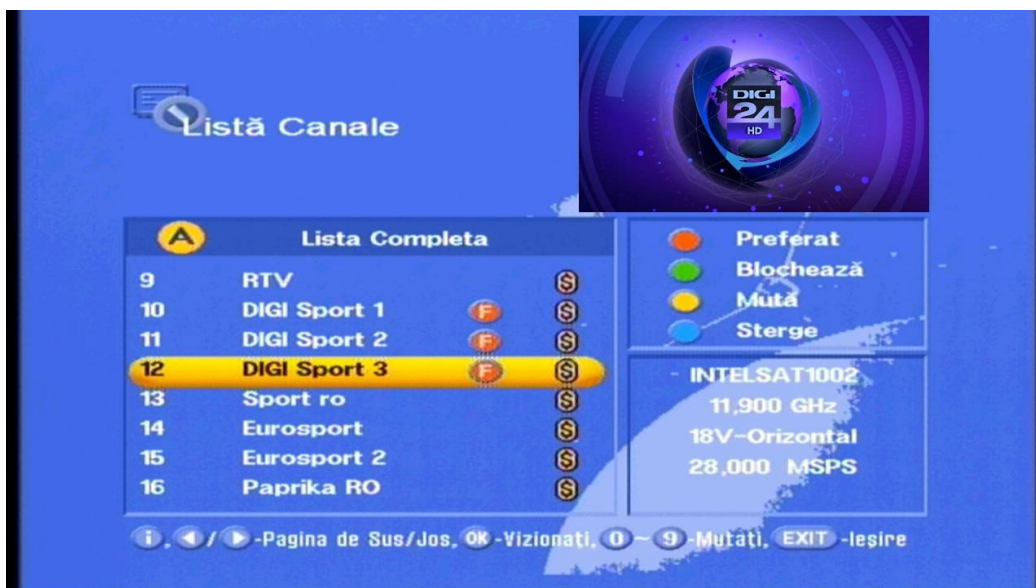 Listă Canale
DIGI
24
HD
A Lista Completa
9 RTV $
10 DIGI Sport 1 F $
11 DIGI Sport 2 F $
12 DIGI Sport 3 F $
13 Sport ro $
14 Eurosport $
15 Eurosport 2 $
16 Paprika RO $
Preferat
Blochează
Mută
Sterge
INTELSAT1002
11,900 GHz
18V-Orizontal
28,000 MSPS
i, ◀ / ▶ -Pagina de Sus/Jos, OK -Vizionați, 0 ~ 9 -Mutați, EXIT -Ieșire